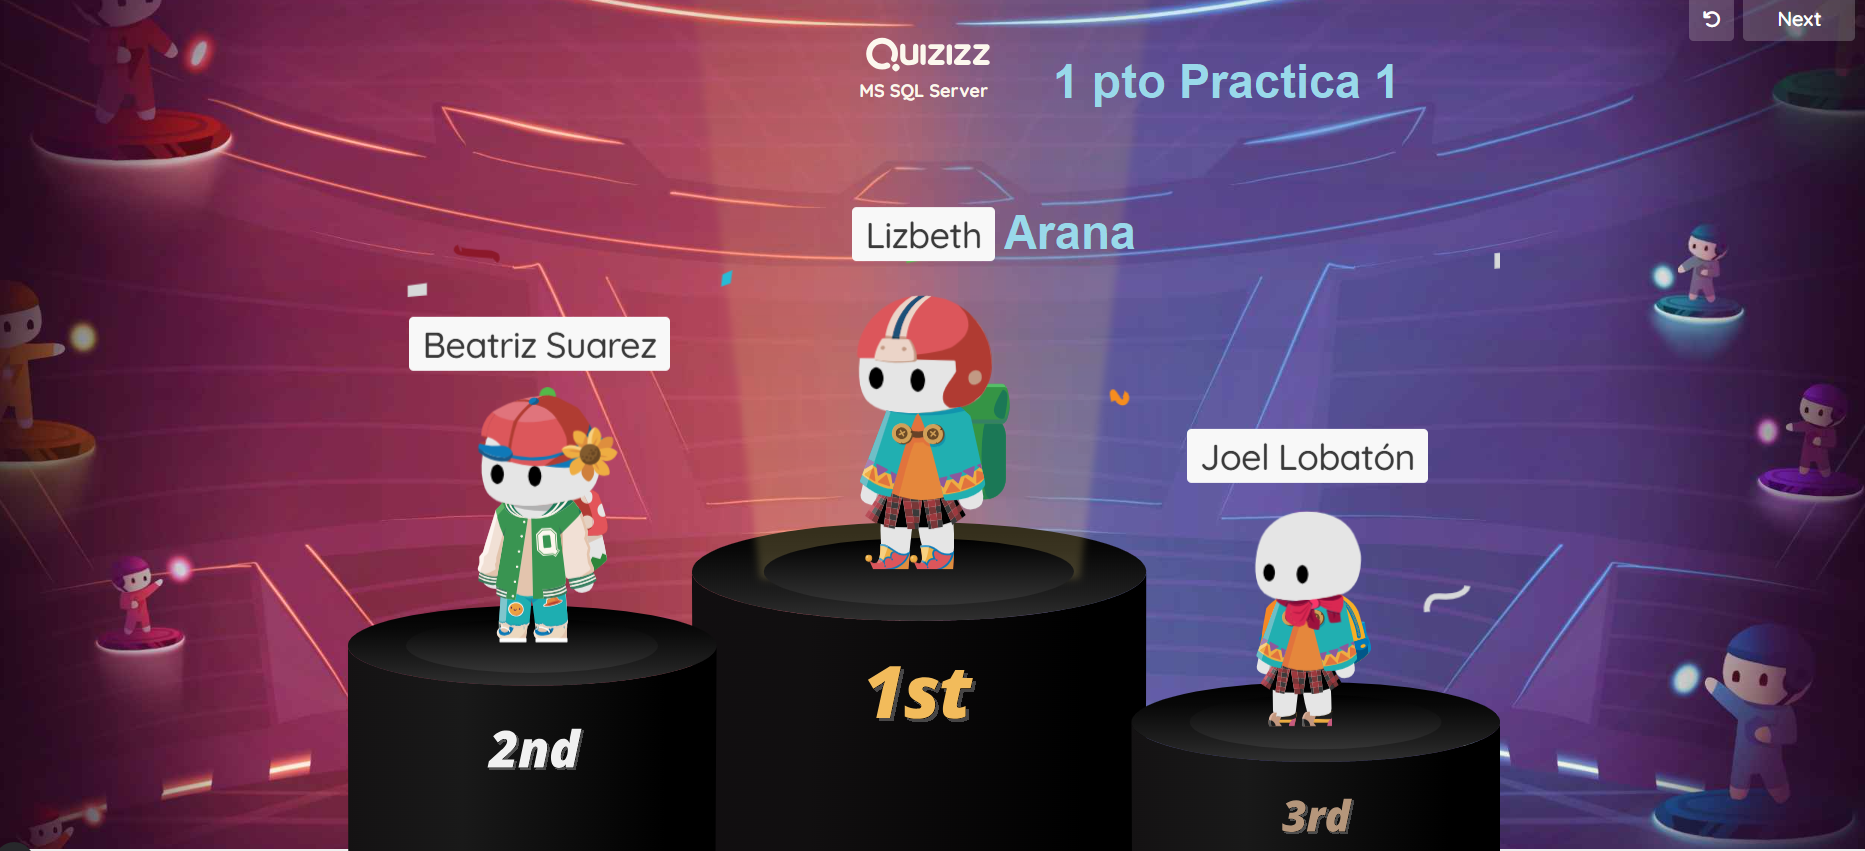 Next
QUIZIZZ
MS SQL Server
1 pto Practica 1
Lizbeth Arana
Beatriz Suarez
Joel Lobatón
Q
1st
2nd
3rd